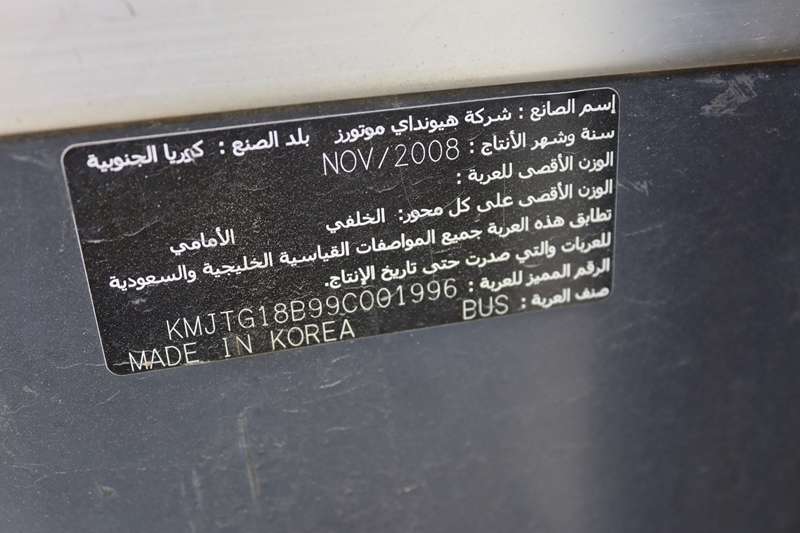 إسم الصانع : شركة هيونداي موتورز بلد الصنع : كوريا الجنوبية
سنة وشهر الأنتاج : NOV/2008
الوزن الأقصى للعربة :
الوزن الأقصى على كل محور: الخلفي الأمامي
تطابق هذه العربة جميع المواصفات القياسية الخليجية والسعودية
للعربات والتي صدرت حتى تاريخ الإنتاج.
الرقم المميز للعربة : KMJTG18B99C001996
صنف العربة : BUS
MADE IN KOREA